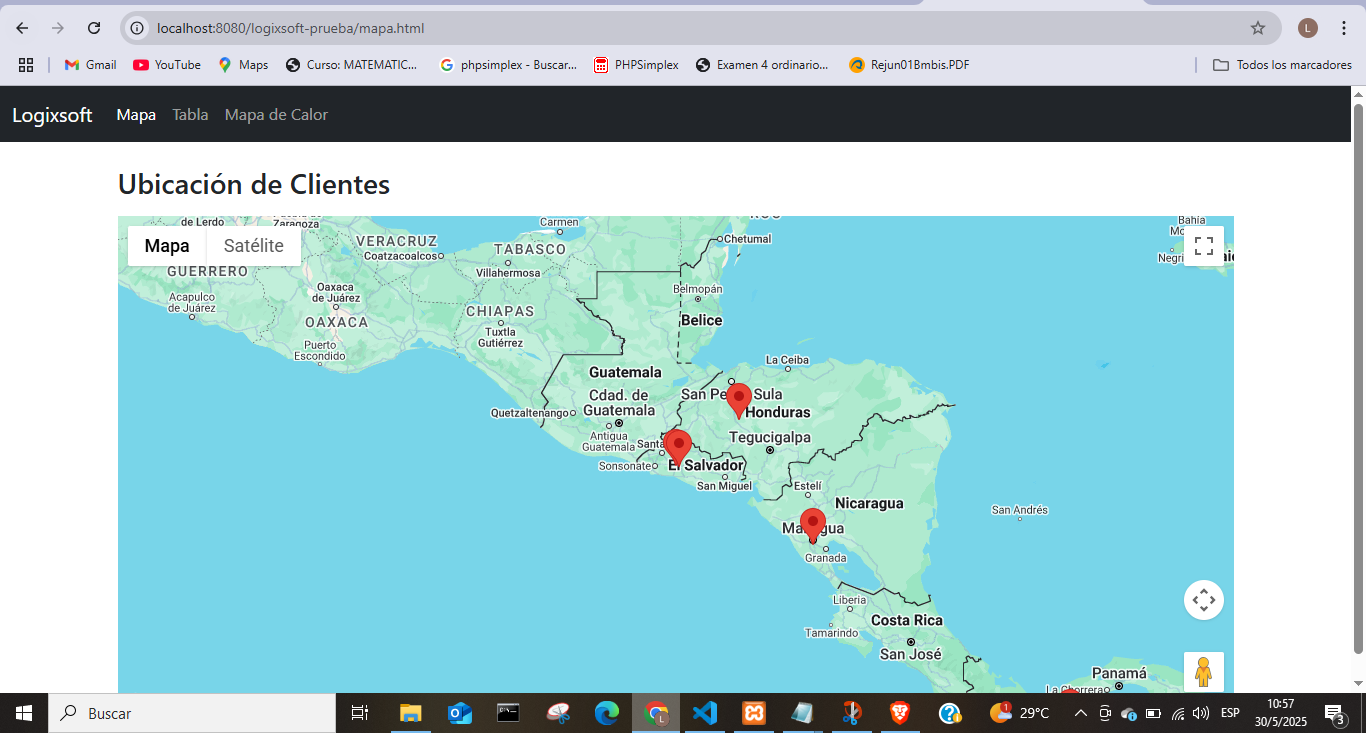 localhost:8080/logixsoft-prueba/mapa.html
L
Gmail
YouTube
Maps
Curso: MATEMATIC...
phpsimplex - Buscar...
PHPSimplex
Examen 4 ordinario...
Rejun01Bmbis.PDF
Todos los marcadores
Logixsoft
Mapa
Tabla
Mapa de Calor
Ubicación de Clientes
Mapa
Satélite
de Lerdo
Zaragoza
Carmen
Bahía
VERACRUZ
Coatzacoalcos
TABASCO
Chetumal
Villahermosa
GUERRERO
Oaxaca
de Juárez
Belmopán
Acapulco
de Juárez
OAXACA
CHIAPAS
Belice
Tuxtla
Gutiérrez
Puerto
Escondido
La Ceiba
Guatemala
San Pe
Sula
Cdad. de
Guatemala
Quetzaltenango
Honduras
Antigua
Guatemala
Santa
Tegucigalpa
Sonsonate
El Salvador
San Miguel
Estelí
Nicaragua
San Andrés
Managua
Granada
Liberia
Costa Rica
Tamarindo
San José
Panamá
La Chorrera
Buscar
L
1
29°C
ESP
10:57
30/5/2025
3